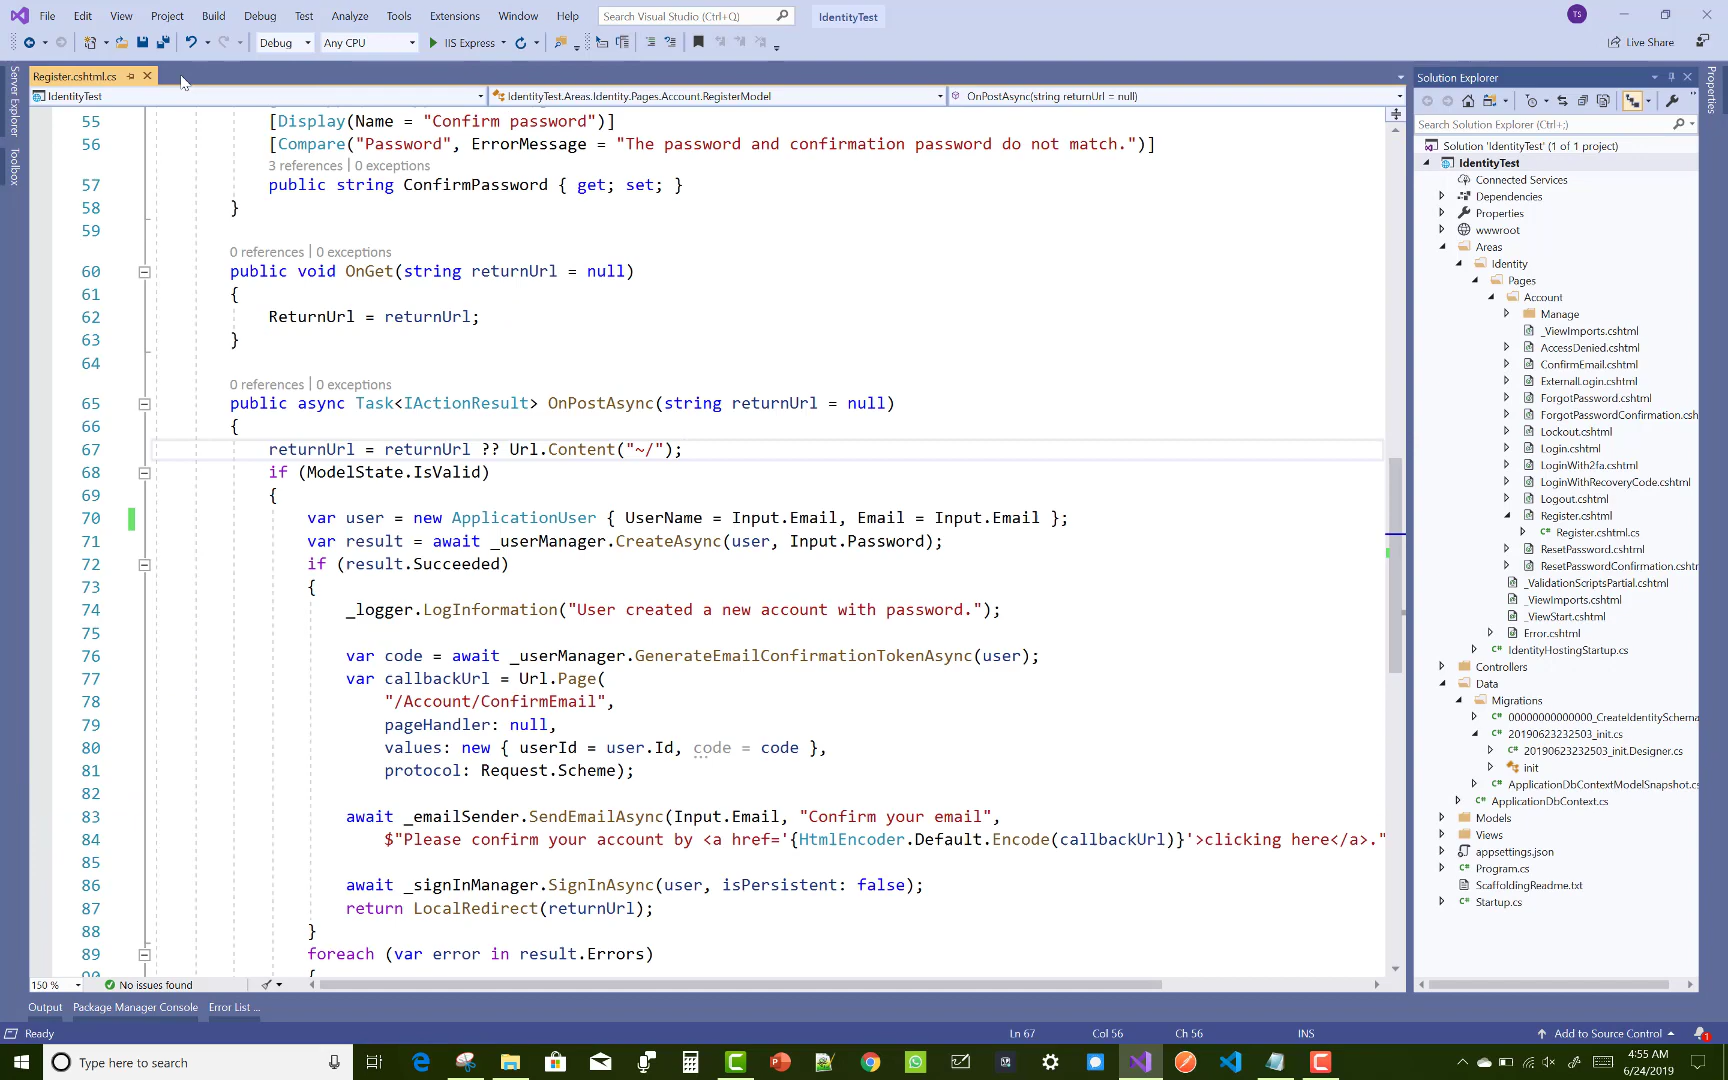 File Edit View Project Build Debug Test Analyze Tools Extensions Window Help Search Visual Studio (Ctrl+Q) IdentityTest TS
Debug Any CPU IIS Express Live Share
Server Explorer
Toolbox
Register.cshtml.cs
IdentityTest IdentityTest.Areas.Identity.Pages.Account.RegisterModel OnPostAsync(string returnUrl = null)
55 [Display(Name = "Confirm password")]
56 [Compare("Password", ErrorMessage = "The password and confirmation password do not match.")]
3 references | 0 exceptions
57 public string ConfirmPassword { get; set; }
58 }
59
0 references | 0 exceptions
60 public void OnGet(string returnUrl = null)
61 {
62 ReturnUrl = returnUrl;
63 }
64
0 references | 0 exceptions
65 public async Task<IActionResult> OnPostAsync(string returnUrl = null)
66 {
67 returnUrl = returnUrl ?? Url.Content("~/");
68 if (ModelState.IsValid)
69 {
70 var user = new ApplicationUser { UserName = Input.Email, Email = Input.Email };
71 var result = await _userManager.CreateAsync(user, Input.Password);
72 if (result.Succeeded)
73 {
74 _logger.LogInformation("User created a new account with password.");
75
76 var code = await _userManager.GenerateEmailConfirmationTokenAsync(user);
77 var callbackUrl = Url.Page(
78 "/Account/ConfirmEmail",
79 pageHandler: null,
80 values: new { userId = user.Id, code = code },
81 protocol: Request.Scheme);
82
83 await _emailSender.SendEmailAsync(Input.Email, "Confirm your email",
84 $"Please confirm your account by <a href='{HtmlEncoder.Default.Encode(callbackUrl)}'>clicking here</a>."
85
86 await _signInManager.SignInAsync(user, isPersistent: false);
87 return LocalRedirect(returnUrl);
88 }
89 foreach (var error in result.Errors)
90 {
150 % No issues found
Output Package Manager Console Error List ...
Ready Ln 67 Col 56 Ch 56 INS Add to Source Control 1
Solution Explorer
Search Solution Explorer (Ctrl+;)
Solution 'IdentityTest' (1 of 1 project)
IdentityTest
Connected Services
Dependencies
Properties
wwwroot
Areas
Identity
Pages
Account
Manage
_ViewImports.cshtml
AccessDenied.cshtml
ConfirmEmail.cshtml
ExternalLogin.cshtml
ForgotPassword.cshtml
ForgotPasswordConfirmation.csh
Lockout.cshtml
Login.cshtml
LoginWith2fa.cshtml
LoginWithRecoveryCode.cshtml
Logout.cshtml
Register.cshtml
Register.cshtml.cs
ResetPassword.cshtml
ResetPasswordConfirmation.cshtr
_ValidationScriptsPartial.cshtml
_ViewImports.cshtml
_ViewStart.cshtml
Error.cshtml
IdentityHostingStartup.cs
Controllers
Data
Migrations
00000000000000_CreateIdentitySchema
20190623232503_init.cs
20190623232503_init.Designer.cs
init
ApplicationDbContextModelSnapshot.cs
ApplicationDbContext.cs
Models
Views
appsettings.json
Program.cs
ScaffoldingReadme.txt
Startup.cs
Properties
Type here to search
4:55 AM
6/24/2019